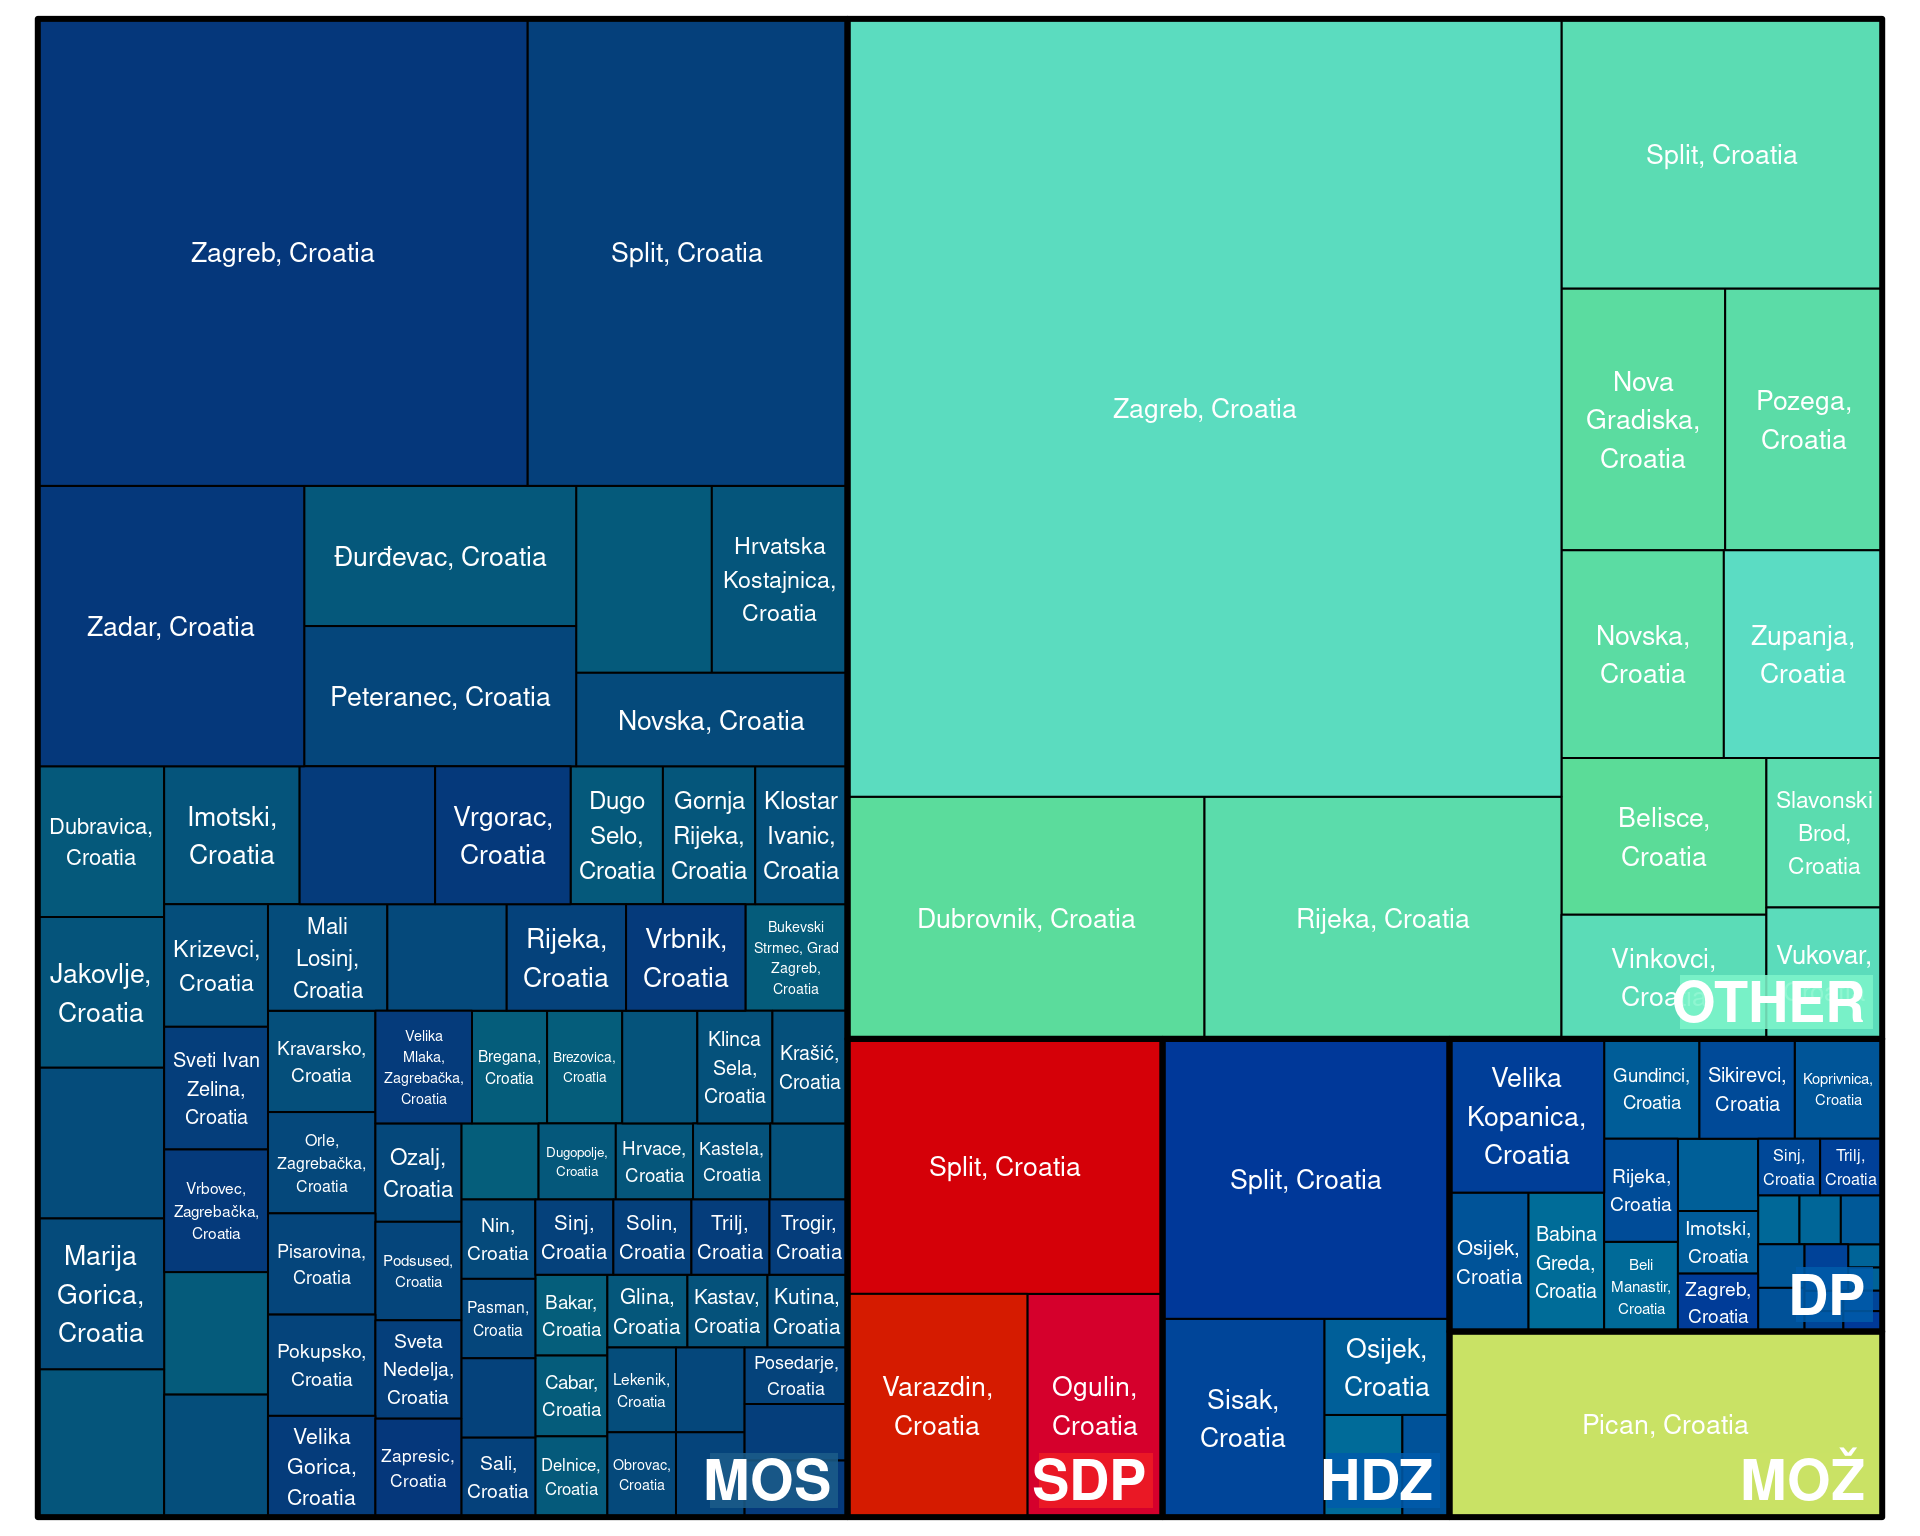 Zagreb, Croatia
Split, Croatia
Zadar, Croatia
Đurđevac, Croatia
Peteranec, Croatia
Hrvatska
Kostajnica,
Croatia
Novska, Croatia
Dubravica,
Croatia
Imotski,
Croatia
Vrgorac,
Croatia
Dugo
Selo,
Croatia
Gornja
Rijeka,
Croatia
Klostar
Ivanic,
Croatia
Jakovlje,
Croatia
Krizevci,
Croatia
Mali
Losinj,
Croatia
Rijeka,
Croatia
Vrbnik,
Croatia
Bukevski
Strmec, Grad
Zagreb,
Croatia
Sveti Ivan
Zelina,
Croatia
Kravarsko,
Croatia
Velika
Mlaka,
Zagrebačka,
Croatia
Bregana,
Croatia
Brezovica,
Croatia
Klinca
Sela,
Croatia
Krašić,
Croatia
Vrbovec,
Zagrebačka,
Croatia
Orle,
Zagrebačka,
Croatia
Ozalj,
Croatia
Dugopolje,
Croatia
Hrvace,
Croatia
Kastela,
Croatia
Marija
Gorica,
Croatia
Pisarovina,
Croatia
Podsused,
Croatia
Nin,
Croatia
Sinj,
Croatia
Solin,
Croatia
Trilj,
Croatia
Trogir,
Croatia
Pokupsko,
Croatia
Sveta
Nedelja,
Croatia
Pasman,
Croatia
Bakar,
Croatia
Glina,
Croatia
Kastav,
Croatia
Kutina,
Croatia
Cabar,
Croatia
Lekenik,
Croatia
Posedarje,
Croatia
Velika
Gorica,
Croatia
Zapresic,
Croatia
Sali,
Croatia
Delnice,
Croatia
Obrovac,
Croatia
MOS
Zagreb, Croatia
Split, Croatia
Nova
Gradiska,
Croatia
Pozega,
Croatia
Novska,
Croatia
Zupanja,
Croatia
Dubrovnik, Croatia
Rijeka, Croatia
Belisce,
Croatia
Slavonski
Brod,
Croatia
Vinkovci,
Croatia
Vukovar,
OTHER
Split, Croatia
Varazdin,
Croatia
Ogulin,
Croatia
SDP
Split, Croatia
Sisak,
Croatia
Osijek,
Croatia
HDZ
Velika
Kopanica,
Croatia
Gundinci,
Croatia
Sikirevci,
Croatia
Koprivnica,
Croatia
Osijek,
Croatia
Babina
Greda,
Croatia
Rijeka,
Croatia
Beli
Manastir,
Croatia
Imotski,
Croatia
Zagreb,
Croatia
Sinj,
Croatia
Trilj,
Croatia
DP
Pican, Croatia
MOŽ